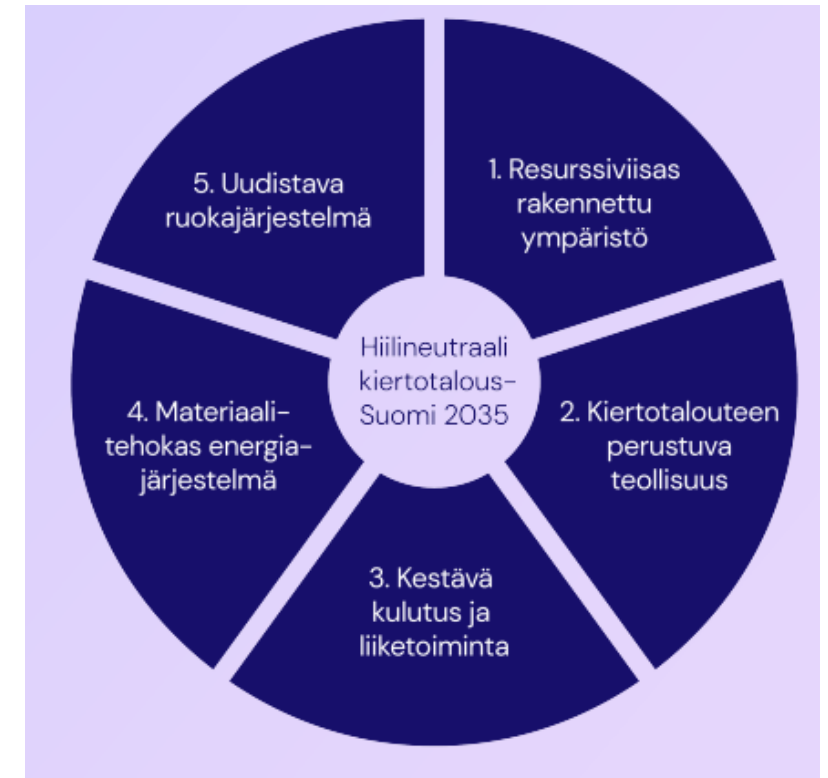 1. Resurssiviisas
rakennettu
ympäristö
2. Kiertotalouteen
perustuva
teollisuus
3. Kestävä
kulutus ja
liiketoiminta
4. Materiaali-
tehokas energia-
järjestelmä
5. Uudistava
ruokajärjestelmä
Hiilineutraali
kiertotalous-
Suomi 2035